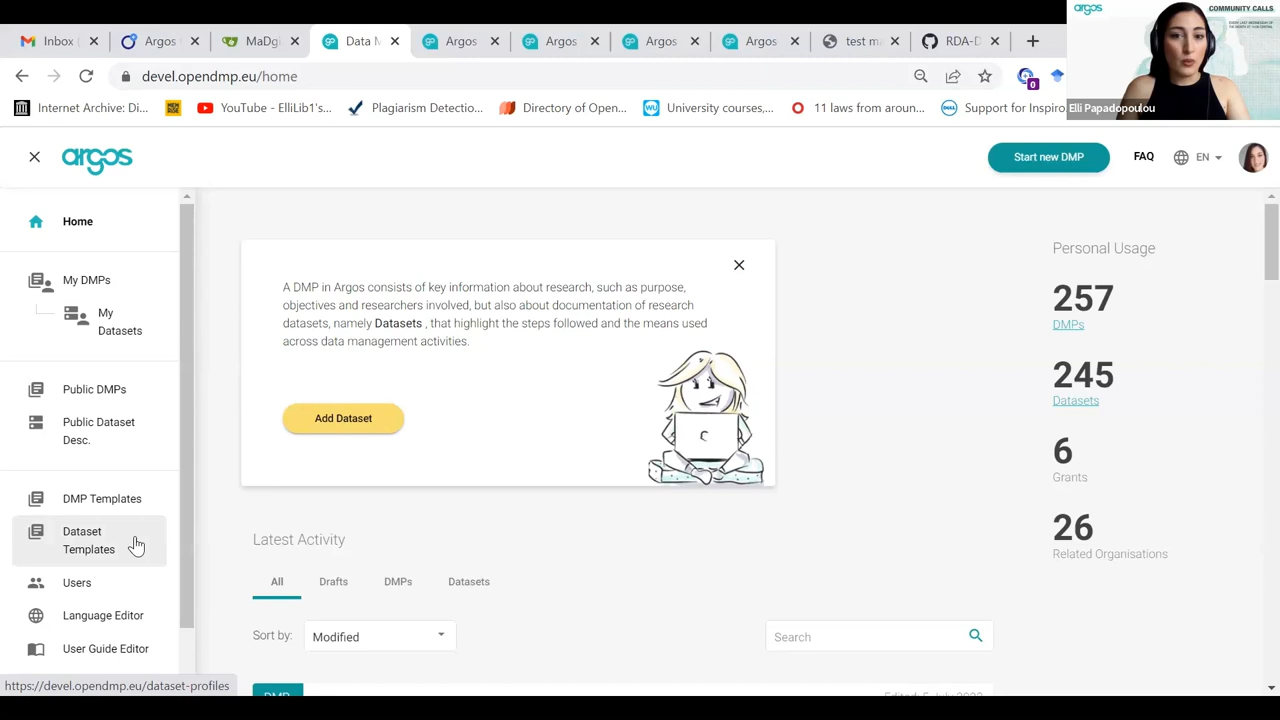 Inbox (
Argos
MaDgi
Data M
Argos
Argos
Argos
Argos
test m
RDA-D
devel.opendmp.eu/home
0
Internet Archive: Di...
YouTube - ElliLib1's...
Plagiarism Detectio...
Directory of Open...
University courses,...
11 laws from aroun...
Support for Inspiro
argos
COMMUNITY CALLS
Elli Papadopoulou
argos
Start new DMP
FAQ
EN
Home
My DMPs
My
Datasets
Public DMPs
Public Dataset
Desc.
DMP Templates
Dataset
Templates
Users
Language Editor
User Guide Editor
https://devel.opendmp.eu/dataset-profiles
A DMP in Argos consists of key information about research, such as purpose,
objectives and researchers involved, but also about documentation of research
datasets, namely Datasets , that highlight the steps followed and the means used
across data management activities.
Add Dataset
Personal Usage
257
DMPs
245
Datasets
6
Grants
26
Related Organisations
Latest Activity
All
Drafts
DMPs
Datasets
Sort by:
Modified
Search
DMP